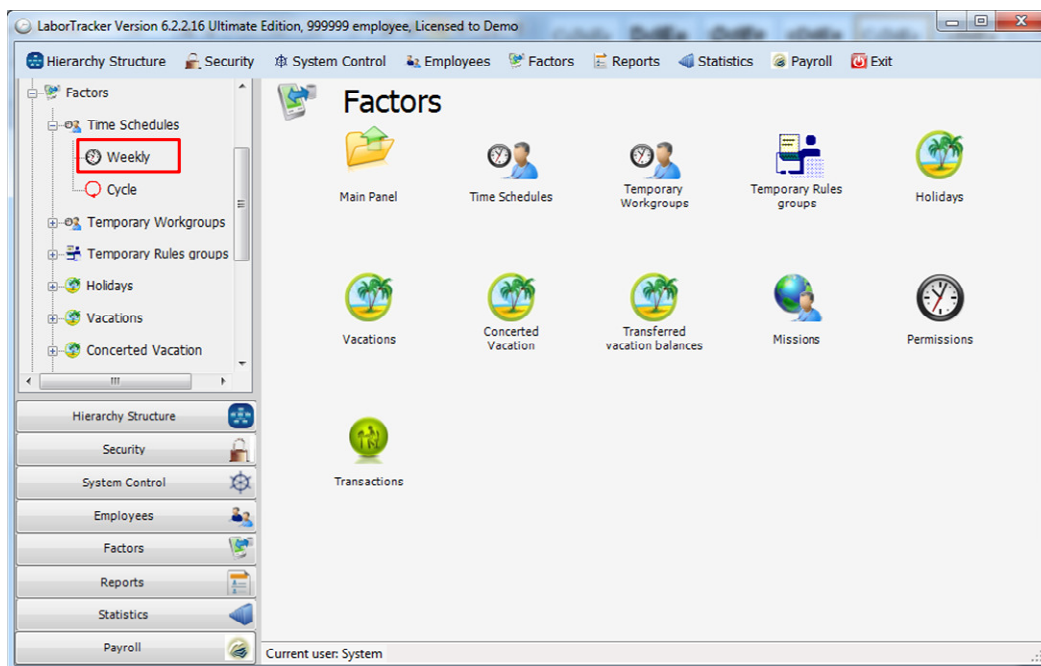 LaborTracker Version 6.2.2.16 Ultimate Edition, 999999 employee, Licensed to Demo
Hierarchy Structure Security System Control Employees Factors Reports Statistics Payroll Exit
Factors
Time Schedules
Weekly
Cycle
Temporary Workgroups
Temporary Rules groups
Holidays
Vacations
Concerted Vacation
Hierarchy Structure
Security
System Control
Employees
Factors
Reports
Statistics
Payroll
Factors
Main Panel
Time Schedules
Temporary
Workgroups
Temporary Rules
groups
Holidays
Vacations
Concerted
Vacation
Transferred
vacation balances
Missions
Permissions
Transactions
Current user: System